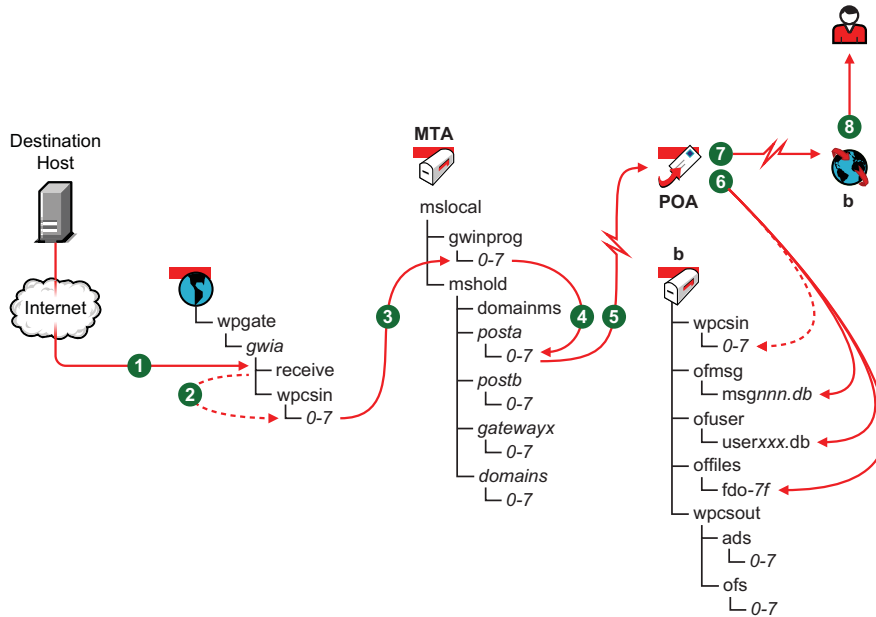 Destination
Host
Internet
1
2
wpgate
gwia
receive
wpcsin
0-7
3
MTA
mslocal
gwinprog
0-7
mshold
domainms
posta
0-7
postb
0-7
gatewayx
0-7
domains
0-7
4
5
POA
7
6
8
b
b
wpcsin
0-7
ofmsg
msgnnn.db
ofuser
userxxx.db
offiles
fdo-7f
wpcsout
ads
0-7
ofs
0-7